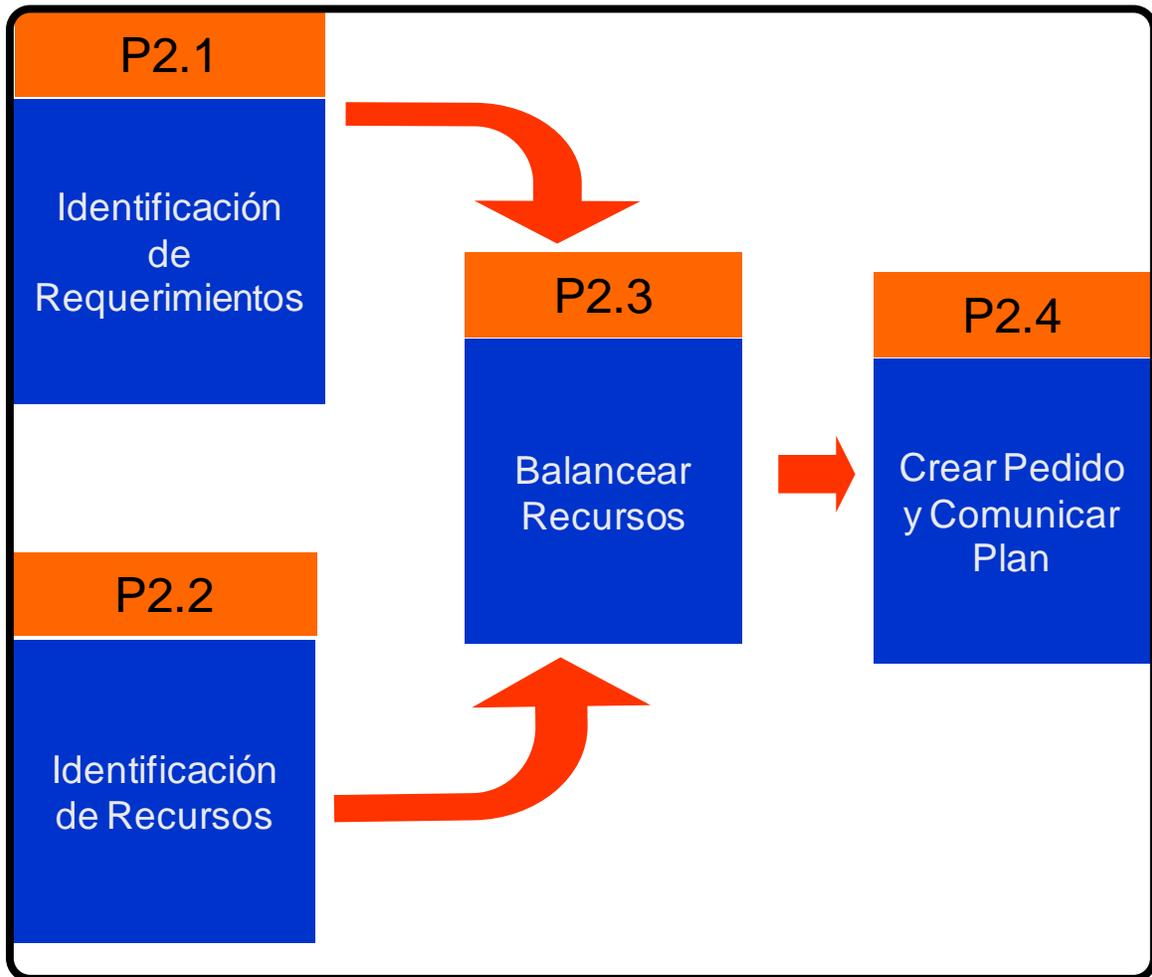 P2.1
Identificación
de
Requerimientos
P2.3
Balancear
Recursos
P2.4
Crear Pedido
y Comunicar
Plan
P2.2
Identificación
de Recursos